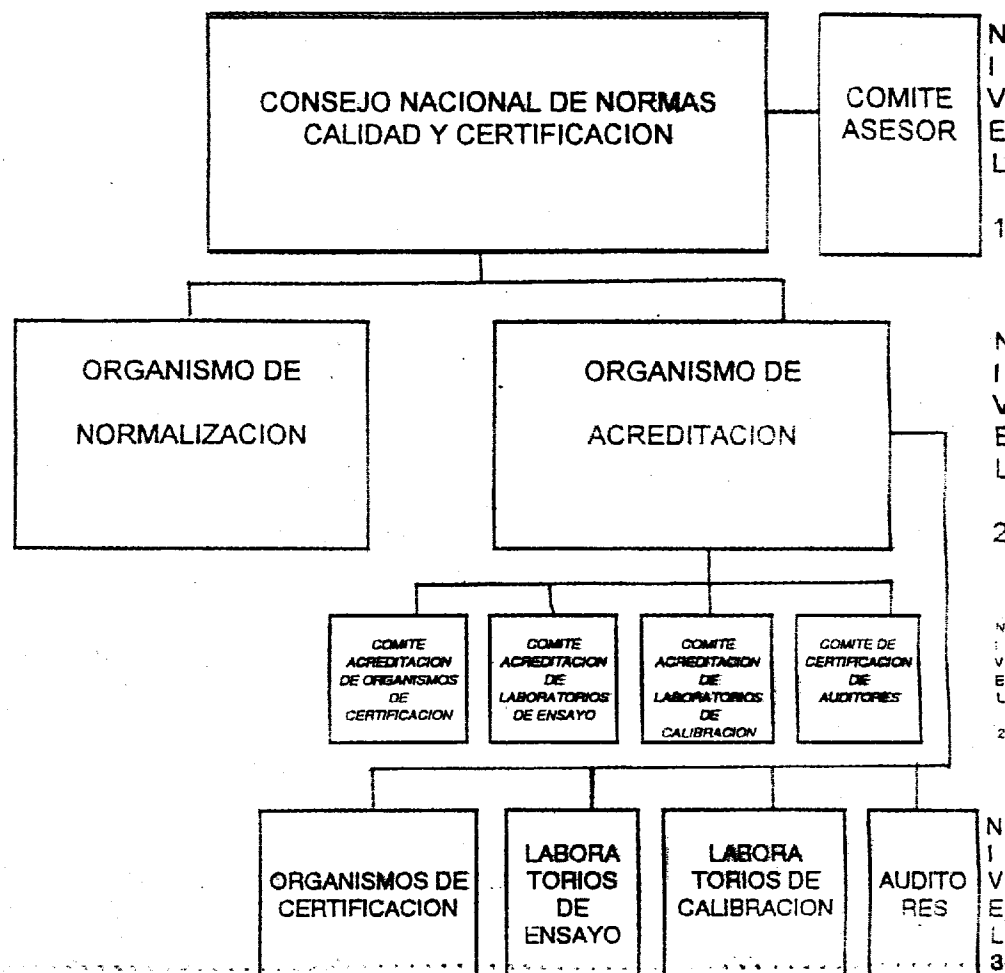 CONSEJO NACIONAL DE NORMAS
CALIDAD Y CERTIFICACION
COMITE
ASESOR
N
I
V
E
L
1
ORGANISMO DE
NORMALIZACION
ORGANISMO DE
ACREDITACION
N
I
V
E
L
2
COMITE
ACREDITACION
DE ORGANISMOS
DE
CERTIFICACION
COMITE
ACREDITACION
DE
LABORATORIOS
DE ENSAYO
COMITE
ACREDITACION
DE
LABORATORIOS
DE
CALIBRACION
COMITE DE
CERTIFICACION
DE
AUDITORES
N
I
V
E
L
2
ORGANISMOS DE
CERTIFICACION
LABORA
TORIOS
DE
ENSAYO
LABORA
TORIOS DE
CALIBRACION
AUDITO
RES
N
I
V
E
L
3